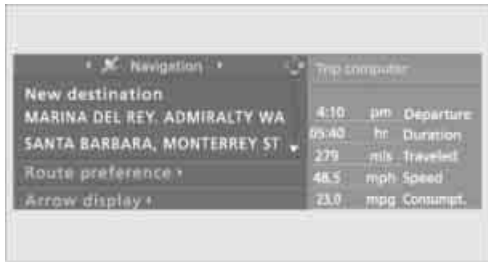 Navigation
New destination
MARINA DEL REY, ADMIRALTY WA
SANTA BARBARA, MONTERREY ST
Route preference
Arrow display
Trip computer
4:10 pm Departure
05:40 hr Duration
279 mls Traveled
48.5 mph Speed
23.0 mpg Consumpt.